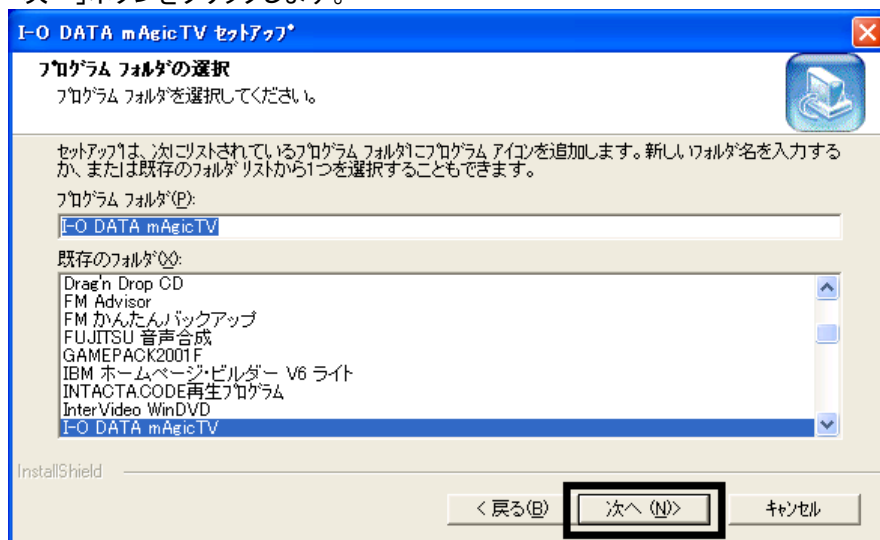 I-O DATA mAgicTV ｾｯﾄｱｯﾌﾟ
ﾌﾟﾛｸﾞﾗﾑ ﾌｫﾙﾀﾞの選択
ﾌﾟﾛｸﾞﾗﾑ ﾌｫﾙﾀﾞを選択してください。
ｾｯﾄｱｯﾌﾟは、次にﾘｽﾄされているﾌﾟﾛｸﾞﾗﾑ ﾌｫﾙﾀﾞにﾌﾟﾛｸﾞﾗﾑ ｱｲｺﾝを追加します。新しいﾌｫﾙﾀﾞ名を入力する
か、または既存のﾌｫﾙﾀﾞ ﾘｽﾄから1つを選択することもできます。
ﾌﾟﾛｸﾞﾗﾑ ﾌｫﾙﾀﾞ(P):
I-O DATA mAgicTV
既存のﾌｫﾙﾀﾞ(X):
Drag'n Drop CD
FM Advisor
FM かんたんバックアップ
FUJITSU 音声合成
GAMEPACK2001F
IBM ホームページ・ビルダー V6 ライト
INTACTA.CODE再生ﾌﾟﾛｸﾞﾗﾑ
InterVideo WinDVD
I-O DATA mAgicTV
InstallShield
< 戻る(B)
次へ (N)>
ｷｬﾝｾﾙ